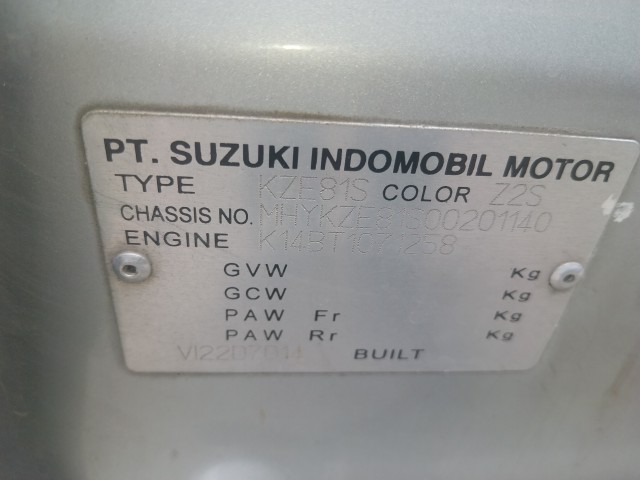 PT. SUZUKI INDOMOBIL MOTOR
TYPE KZE81S COLOR Z2S
CHASSIS NO. MHYKZE81S00201140
ENGINE
GVW Kg
GCW Kg
PAW Fr Kg
PAW Rr Kg
BUILT